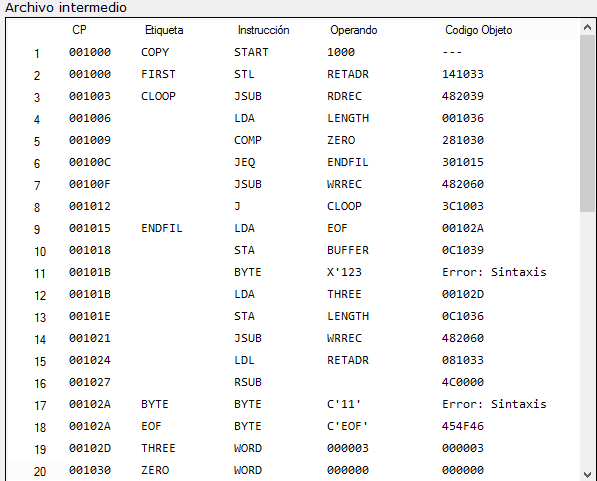 Archivo intermedio
CP Etiqueta Instrucción Operando Codigo Objeto
1 001000 COPY START 1000 ---
2 001000 FIRST STL RETADR 141033
3 001003 CLOOP JSUB RDREC 482039
4 001006 LDA LENGTH 001036
5 001009 COMP ZERO 281030
6 00100C JEQ ENDFIL 301015
7 00100F JSUB WRREC 482060
8 001012 J CLOOP 3C1003
9 001015 ENDFIL LDA EOF 00102A
10 001018 STA BUFFER 0C1039
11 00101B BYTE X'123 Error: Sintaxis
12 00101B LDA THREE 00102D
13 00101E STA LENGTH 0C1036
14 001021 JSUB WRREC 482060
15 001024 LDL RETADR 081033
16 001027 RSUB 4C0000
17 00102A BYTE BYTE C'11' Error: Sintaxis
18 00102A EOF BYTE C'EOF' 454F46
19 00102D THREE WORD 000003 000003
20 001030 ZERO WORD 000000 000000